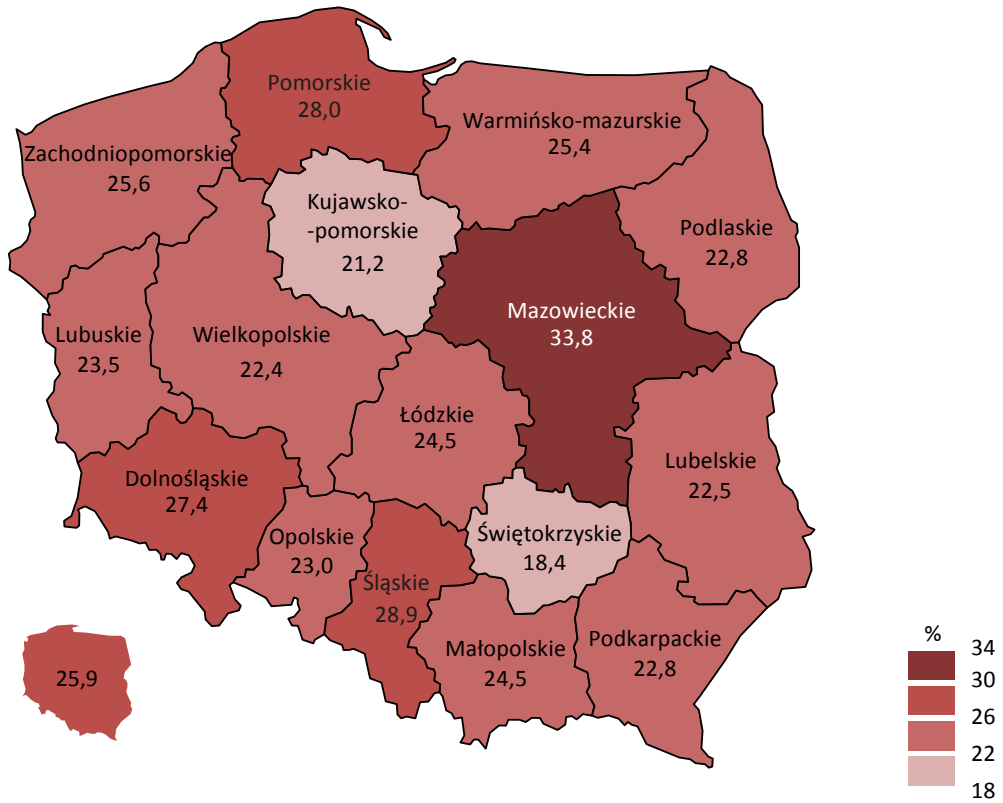 Pomorskie
28,0
Warmińsko-mazurskie
25,4
Zachodniopomorskie
25,6
Kujawsko-
-pomorskie
21,2
Podlaskie
22,8
Mazowieckie
33,8
Lubuskie
23,5
Wielkopolskie
22,4
Łódzkie
24,5
Lubelskie
22,5
Dolnośląskie
27,4
Opolskie
23,0
Śląskie
28,9
Świętokrzyskie
18,4
Małopolskie
24,5
Podkarpackie
22,8
25,9
%
34
30
26
22
18